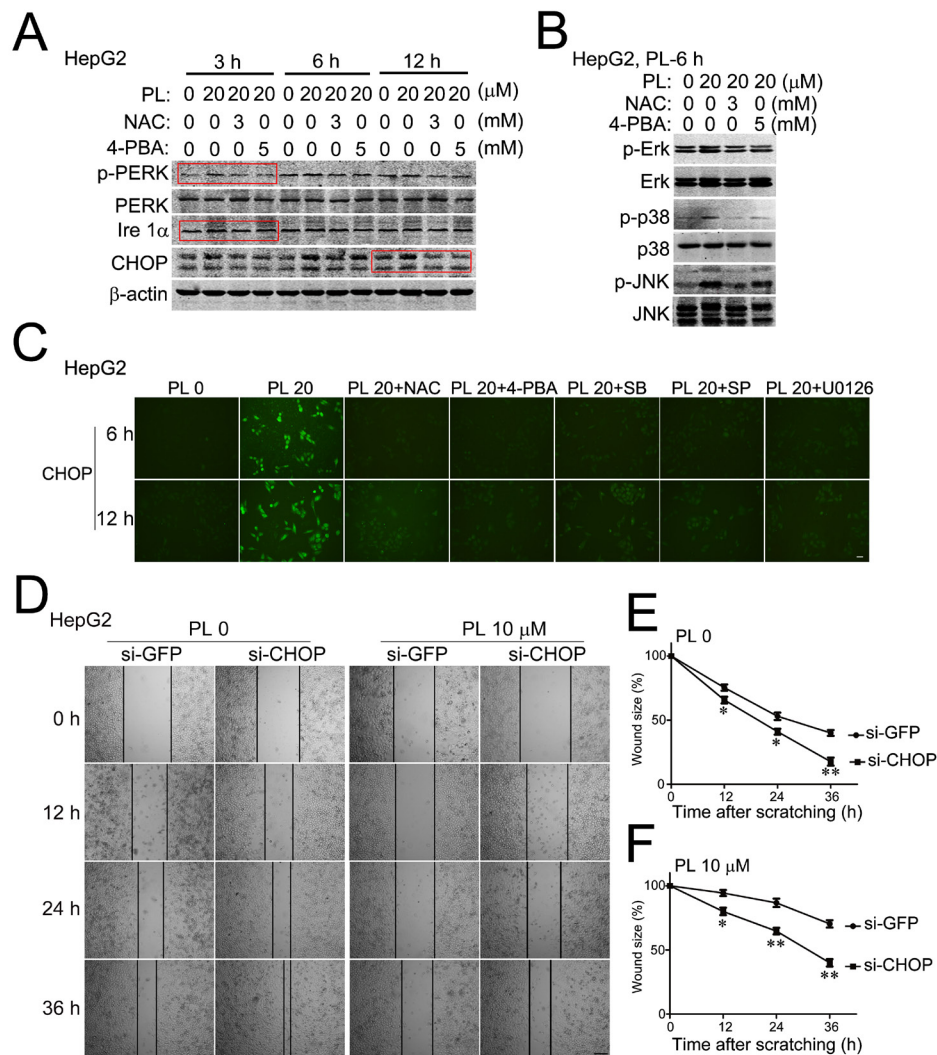 A
HepG2
3 h 6 h 12 h
PL: 0 20 20 20 0 20 20 20 0 20 20 20 (μM)
NAC: 0 0 3 0 0 0 3 0 0 0 3 0 (mM)
4-PBA: 0 0 0 5 0 0 0 5 0 0 0 5 (mM)
p-PERK
PERK
Ire 1α
CHOP
β-actin
B
HepG2, PL-6 h
PL: 0 20 20 20 (μM)
NAC: 0 0 3 0 (mM)
4-PBA: 0 0 0 5 (mM)
p-Erk
Erk
p-p38
p38
p-JNK
JNK
C
HepG2
PL 0 PL 20 PL 20+NAC PL 20+4-PBA PL 20+SB PL 20+SP PL 20+U0126
CHOP
6 h
12 h
D
HepG2
PL 0 PL 10 μM
si-GFP si-CHOP si-GFP si-CHOP
0 h
12 h
24 h
36 h
E
PL 0
Wound size (%)
100
50
0
0 12 24 36
Time after scratching (h)
* * **
si-GFP
si-CHOP
F
PL 10 μM
Wound size (%)
100
50
0
0 12 24 36
Time after scratching (h)
* ** **
si-GFP
si-CHOP